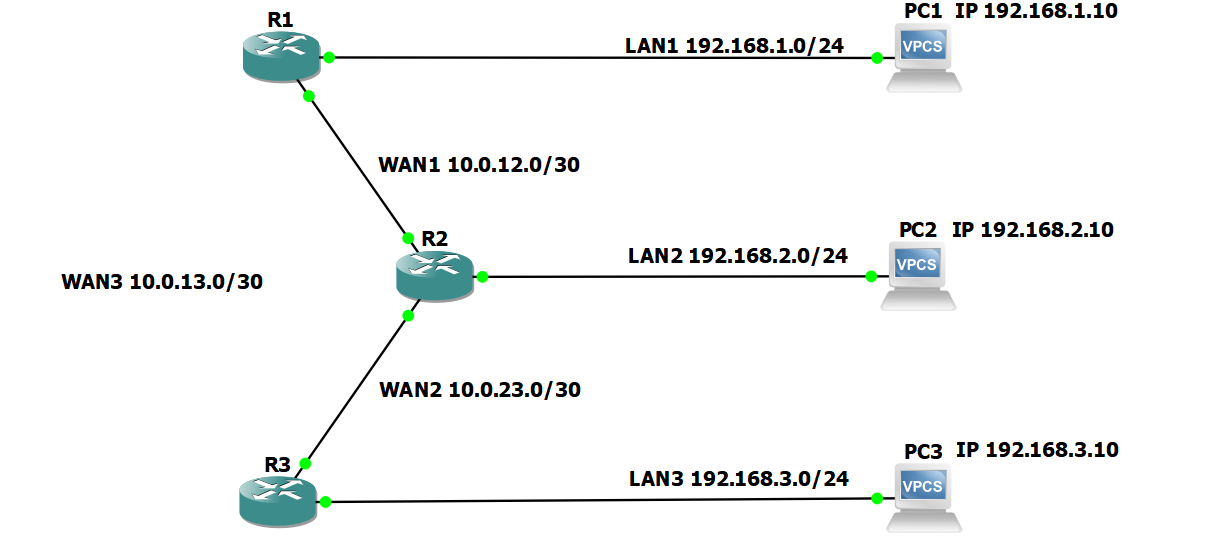 R1
PC1 IP 192.168.1.10
LAN1 192.168.1.0/24
VPCS
WAN1 10.0.12.0/30
R2
PC2 IP 192.168.2.10
LAN2 192.168.2.0/24
VPCS
WAN3 10.0.13.0/30
WAN2 10.0.23.0/30
R3
PC3 IP 192.168.3.10
LAN3 192.168.3.0/24
VPCS